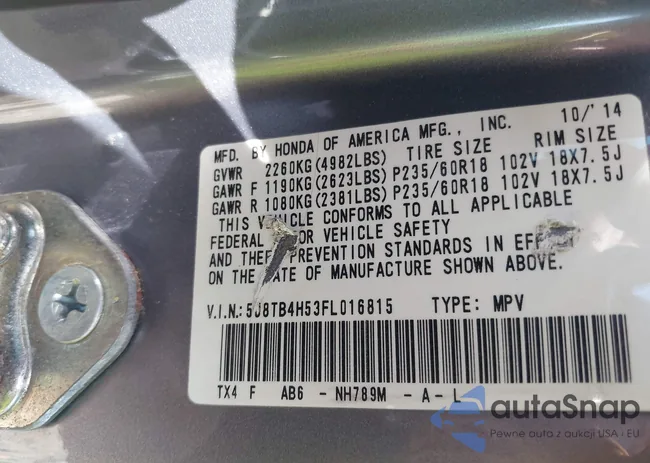 MFD. BY HONDA OF AMERICA MFG., INC. 10/'14
GVWR 2260KG(4982LBS) TIRE SIZE RIM SIZE
GAWR F 1190KG(2623LBS) P235/60R18 102V 18X7.5J
GAWR R 1080KG(2381LBS) P235/60R18 102V 18X7.5J
THIS VEHICLE CONFORMS TO ALL APPLICABLE
FEDERAL OR VEHICLE SAFETY
AND THEFT PREVENTION STANDARDS IN EFF
ON THE DATE OF MANUFACTURE SHOWN ABOVE.
V.I.N:5J8TB4H53FL016815 TYPE: MPV
TX4 F AB6 - NH789M - A - L
autaSnap
Pewne auta z aukcji USA i EU